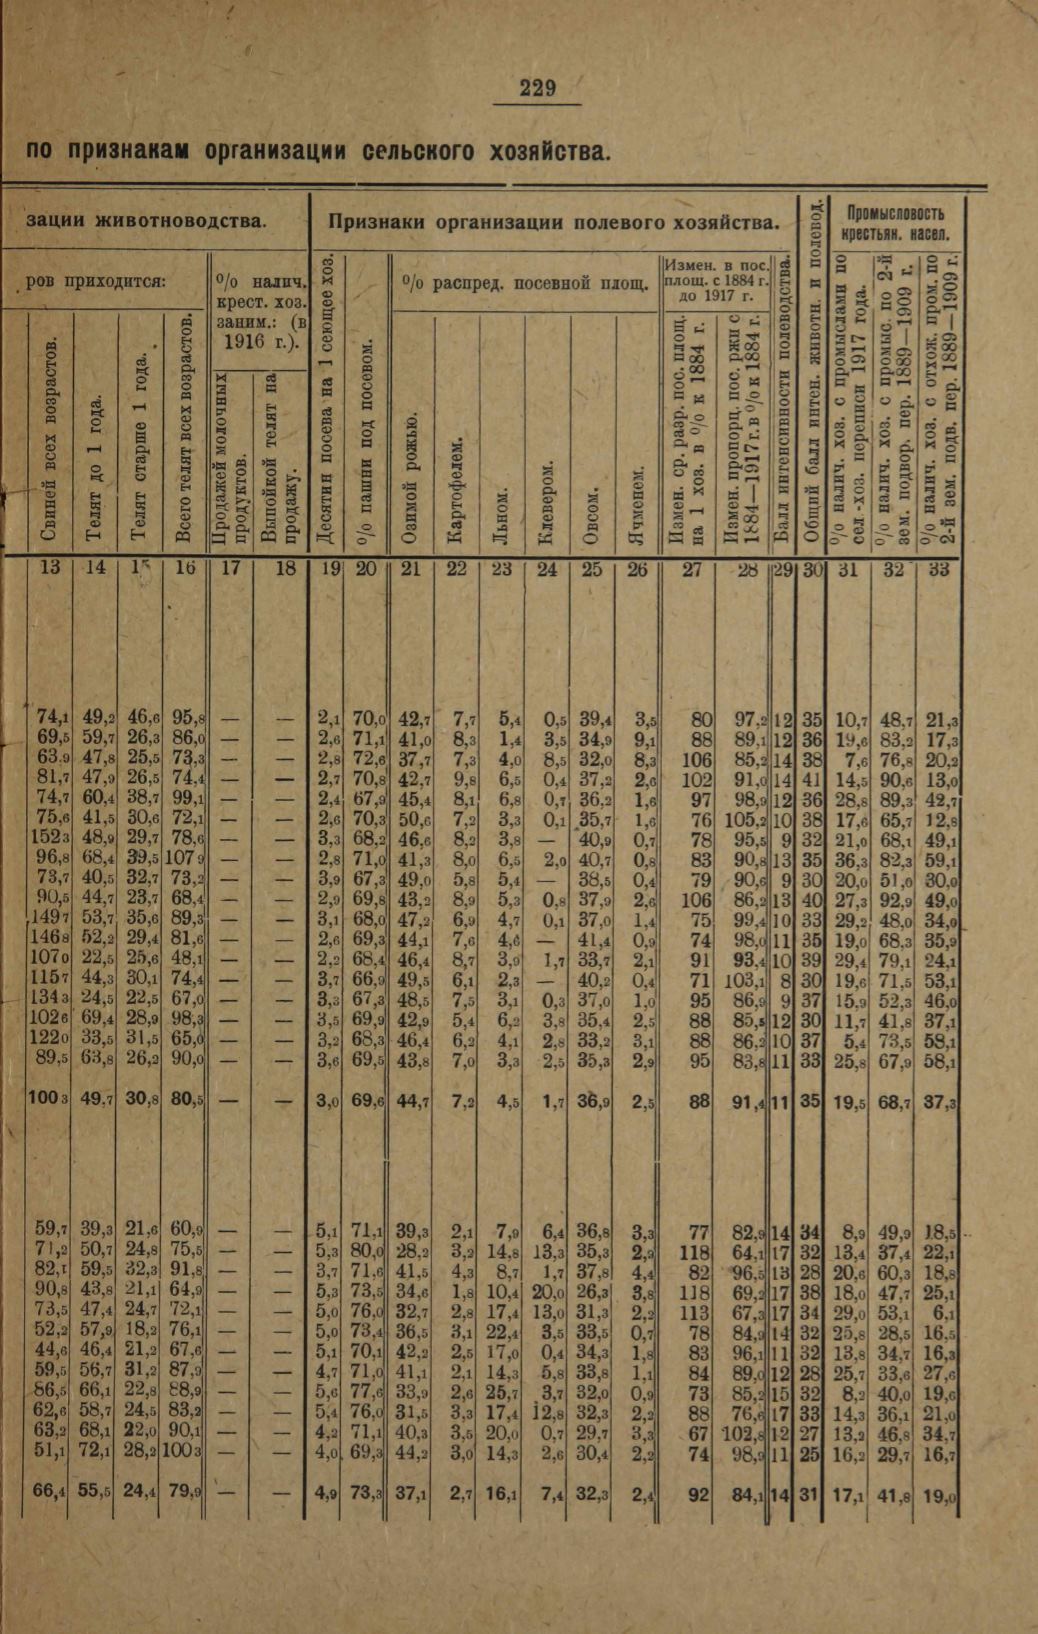 229
по признакам организации сельского хозяйства.
зации животноводства.
Признаки организации полевого хозяйства.
Балл интенсивности полеводства.
Общий балл интен. животн. и полевод.
Промысловость
крестьян. насел.
ров приходится:
% налич.
крест. хоз.
заним.: (в
1916 г.).
Десятин посева на 1 сеющее хоз.
% пашни под посевом.
% распред. посевной площ.
Измен. в пос.
площ. с 1884 г.
до 1917 г.
Свиней всех возрастов.
Телят до 1 года.
Телят старше 1 года.
Всего телят всех возрастов.
Продажей молочных
продуктов.
Выпойкой телят на
продажу.
Озимой рожью.
Картофелем.
Льном.
Клевером.
Овсом.
Ячменем.
Измен. ср. разр. пос. площ.
на 1 хоз. в % к 1884 г.
Измен. пропорц. пос. ржи с
1884—1917 г. в % к 1884 г.
% налич. хоз. с промыслами по
сел.-хоз. переписи 1917 года.
% налич. хоз. с промыс. по 2-й
зем. подвор. пер. 1889—1909 г.
% налич. хоз. с отхож. пром. по
2-й зем. подв. пер. 1889—1909 г.
13 14 15 16 17 18 19 20 21 22 23 24 25 26 27 28 29 30 31 32 33
74,1 49,2 46,6 95,8 — — 2,1 70,0 42,7 7,7 5,4 0,5 39,4 3,5 80 97,2 12 35 10,7 48,7 21,3
69,5 59,7 26,3 86,0 — — 2,6 71,1 41,0 8,3 1,4 3,5 34,9 9,1 88 89,1 12 36 19,6 83,2 17,3
63,9 47,8 25,5 73,3 — — 2,8 72,6 37,7 7,3 4,0 8,5 32,0 8,3 106 85,2 14 38 7,6 76,8 20,2
81,7 47,9 26,5 74,4 — — 2,7 70,8 42,7 9,8 6,5 0,4 37,2 2,6 102 91,0 14 41 14,5 90,6 13,0
74,7 60,4 38,7 99,1 — — 2,4 67,9 45,4 8,1 6,8 0,7 36,2 1,6 97 98,9 12 36 28,8 89,3 42,7
75,6 41,5 30,6 72,1 — — 2,6 70,3 50,6 7,2 3,3 0,1 35,7 1,6 76 105,2 10 38 17,6 65,7 12,8
152 3 48,9 29,7 78,6 — — 3,3 68,2 46,6 8,2 3,8 — 40,9 0,7 78 95,5 9 32 21,0 68,1 49,1
96,8 68,4 39,5 107 9 — — 2,8 71,0 41,3 8,0 6,5 2,0 40,7 0,8 83 90,8 13 35 36,3 82,3 59,1
73,7 40,5 32,7 73,2 — — 3,9 67,3 49,0 5,8 5,4 — 38,5 0,4 79 90,6 9 30 20,0 51,0 30,0
90,5 44,7 23,7 68,4 — — 2,9 69,8 43,2 8,9 5,3 0,8 37,9 2,6 106 86,2 13 40 27,3 92,9 49,0
149 7 53,7 35,6 89,3 — — 3,1 68,0 47,2 6,9 4,7 0,1 37,0 1,4 75 99,4 10 33 29,2 48,0 34,0
146 8 52,2 29,4 81,6 — — 2,6 69,3 44,1 7,6 4,6 — 41,4 0,9 74 98,0 11 35 19,0 68,3 35,9
107 0 22,5 25,6 48,1 — — 2,2 68,4 46,4 8,7 3,9 1,7 33,7 2,1 91 93,4 10 39 29,4 79,1 24,1
115 7 44,3 30,1 74,4 — — 3,7 66,9 49,5 6,1 2,3 — 40,2 0,4 71 103,1 8 30 19,6 71,5 53,1
134 3 24,5 22,5 67,0 — — 3,3 67,3 48,5 7,5 3,1 0,3 37,0 1,0 95 86,9 9 37 15,9 52,3 46,0
102 6 69,4 28,9 98,3 — — 3,5 69,9 42,9 5,4 6,2 3,8 35,4 2,5 88 85,5 12 30 11,7 41,8 37,1
122 0 33,5 31,5 65,0 — — 3,2 68,3 46,4 6,2 4,1 2,8 33,2 3,1 88 86,2 10 37 5,4 73,5 58,1
89,5 63,8 26,2 90,0 — — 3,6 69,5 43,8 7,0 3,3 2,5 35,3 2,9 95 83,8 11 33 25,8 67,9 58,1
100 3 49,7 30,8 80,5 — — 3,0 69,6 44,7 7,2 4,5 1,7 36,9 2,5 88 91,4 11 35 19,5 68,7 37,3
59,7 39,3 21,6 60,9 — — 5,1 71,1 39,3 2,1 7,9 6,4 36,8 3,3 77 82,9 14 34 8,9 49,9 18,5
71,2 50,7 24,8 75,5 — — 5,3 80,0 28,2 3,2 14,8 13,3 35,3 2,9 118 64,1 17 32 13,4 37,4 22,1
82,1 59,5 32,3 91,8 — — 3,7 71,6 41,5 4,3 8,7 1,7 37,8 4,4 82 96,5 13 28 20,6 60,3 18,8
90,8 43,8 21,1 64,9 — — 5,3 73,5 34,6 1,8 10,4 20,0 26,3 3,8 118 69,2 17 38 18,0 47,7 25,1
73,5 47,4 24,7 72,1 — — 5,0 76,0 32,7 2,8 17,4 13,0 31,3 2,2 113 67,3 17 34 29,0 53,1 6,1
52,2 57,9 18,2 76,1 — — 5,0 73,4 36,5 3,1 22,4 3,5 33,5 0,7 78 84,9 14 32 25,8 28,5 16,5
44,6 46,4 21,2 67,6 — — 5,1 70,1 42,2 2,5 17,0 0,4 34,3 1,8 83 96,1 11 32 13,8 34,7 16,3
59,5 56,7 31,2 87,9 — — 4,7 71,0 41,1 2,1 14,3 5,8 33,8 1,1 84 89,0 12 28 25,7 33,6 27,6
86,5 66,1 22,8 88,9 — — 5,6 77,6 33,9 2,6 25,7 3,7 32,0 0,9 73 85,2 15 32 8,2 40,0 19,6
62,6 58,7 24,5 83,2 — — 5,4 76,0 31,5 3,3 17,4 12,8 32,3 2,2 88 76,6 17 33 14,3 36,1 21,0
63,2 68,1 22,0 90,1 — — 4,2 71,1 40,3 3,5 20,0 0,7 29,7 3,3 67 102,8 12 27 13,2 46,8 34,7
51,1 72,1 28,2 100 3 — — 4,0 69,3 44,2 3,0 14,3 2,6 30,4 2,2 74 98,9 11 25 16,2 29,7 16,7
66,4 55,5 24,4 79,9 — — 4,9 73,3 37,1 2,7 16,1 7,4 32,3 2,4 92 84,1 14 31 17,1 41,8 19,0